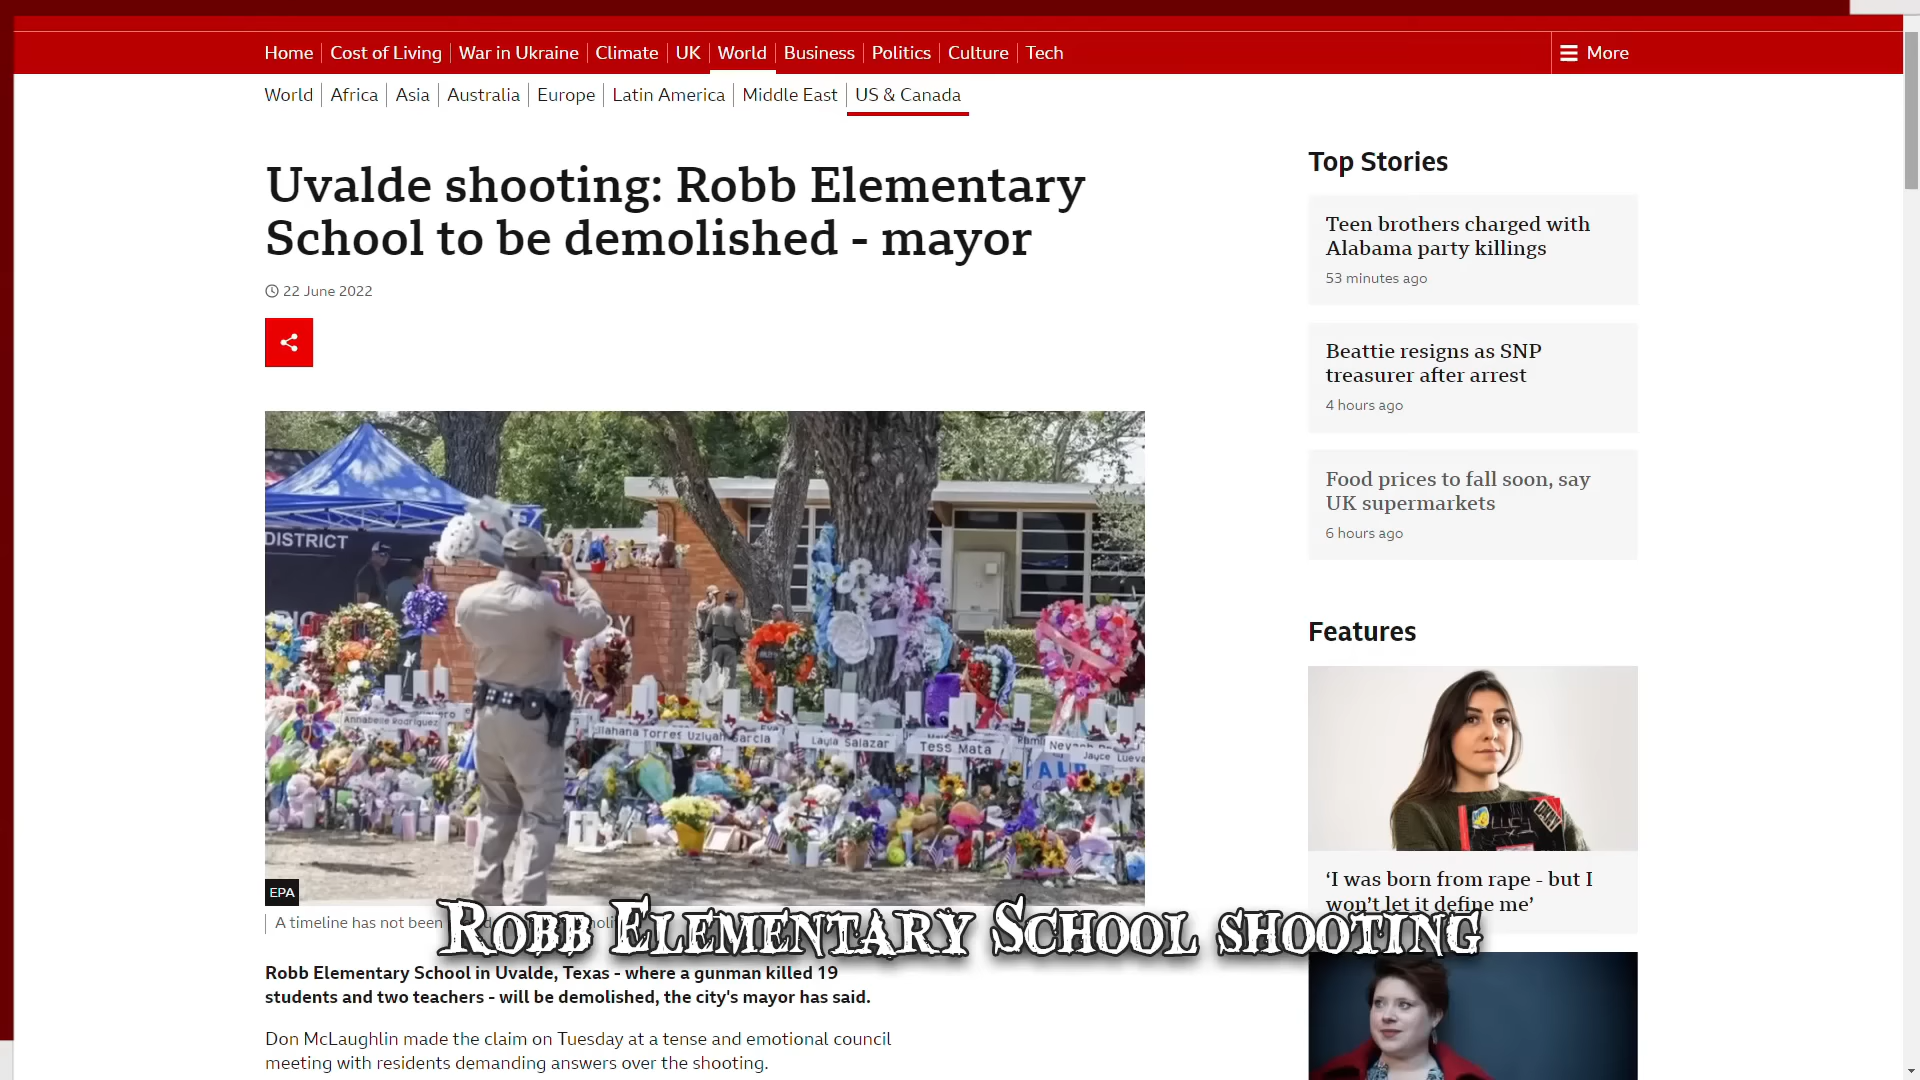 Home Cost of Living War in Ukraine Climate UK World Business Politics Culture Tech More
World Africa Asia Australia Europe Latin America Middle East US & Canada
Uvalde shooting: Robb Elementary
School to be demolished - mayor
22 June 2022
DISTRICT
Annabelle Rodriguez
Eliahana Torres Uziyah Garcia
Layla Salazar
Tess Mata
Jayce
EPA
A timeline has not been
Robb Elementary School shooting
Robb Elementary School in Uvalde, Texas - where a gunman killed 19
students and two teachers - will be demolished, the city's mayor has said.
Don McLaughlin made the claim on Tuesday at a tense and emotional council
meeting with residents demanding answers over the shooting.
Top Stories
Teen brothers charged with
Alabama party killings
53 minutes ago
Beattie resigns as SNP
treasurer after arrest
4 hours ago
Food prices to fall soon, say
UK supermarkets
6 hours ago
Features
‘I was born from rape - but I
won’t let it define me’